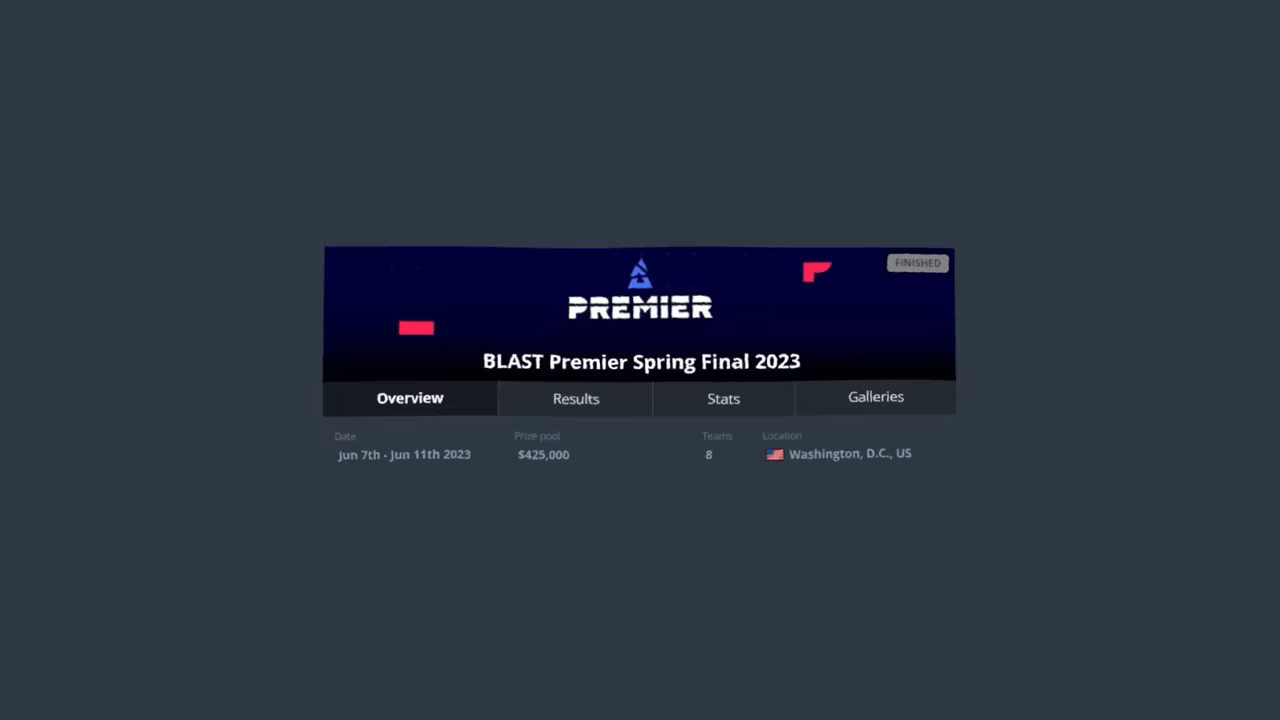 FINISHED
PREMIER
BLAST Premier Spring Final 2023
Overview Results Stats Galleries
Date Prize pool Teams Location
Jun 7th - Jun 11th 2023 $425,000 8 Washington, D.C., US